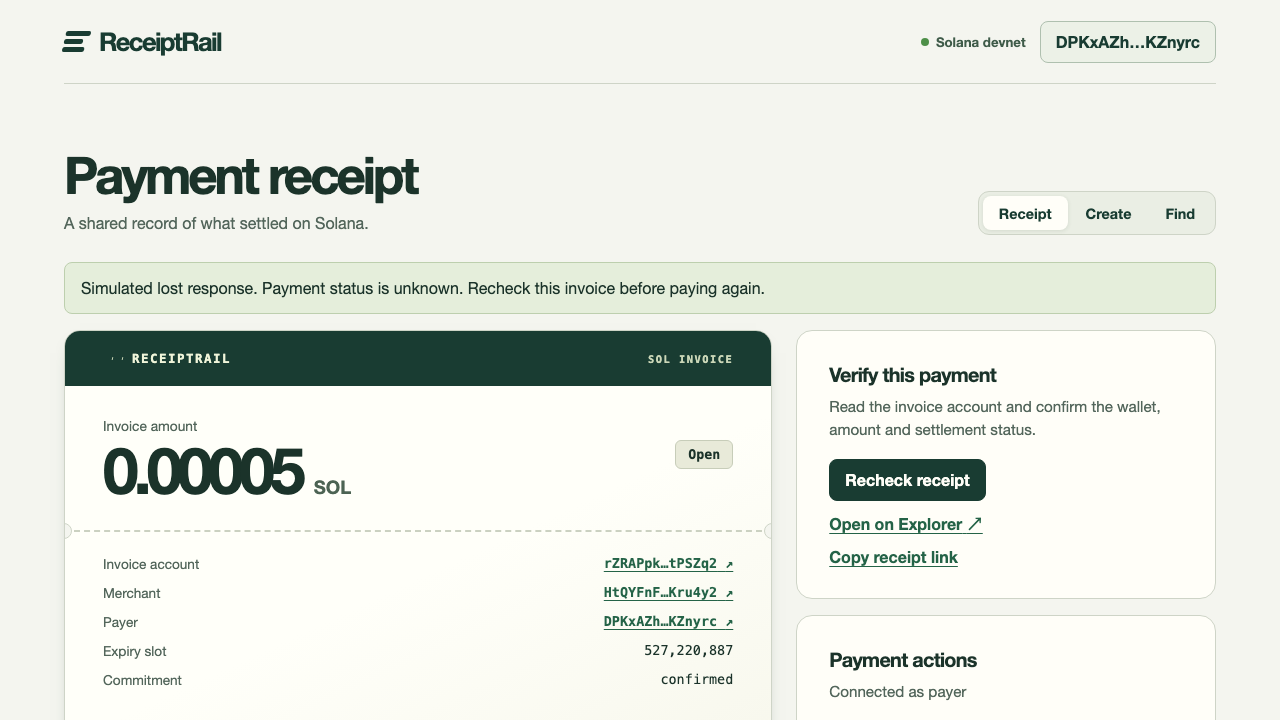 ReceiptRail
Solana devnet
DPKxAZh…KZnyrc
Payment receipt
A shared record of what settled on Solana.
Receipt
Create
Find
Simulated lost response. Payment status is unknown. Recheck this invoice before paying again.
RECEIPTRAIL
SOL INVOICE
Invoice amount
0.00005 SOL
Open
Invoice account rZRAPpk…tPSZq2 ↗
Merchant HtQYFnF…Kru4y2 ↗
Payer DPKxAZh…KZnyrc ↗
Expiry slot 527,220,887
Commitment confirmed
Verify this payment
Read the invoice account and confirm the wallet,
amount and settlement status.
Recheck receipt
Open on Explorer ↗
Copy receipt link
Payment actions
Connected as payer